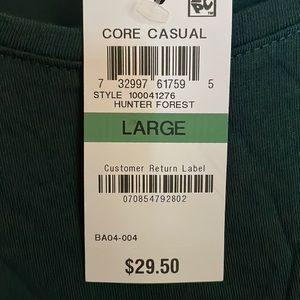 CORE CASUAL
7 32997 61759 5
STYLE 100041276
HUNTER FOREST
LARGE
Customer Return Label
070854792802
BA04-004
$29.50